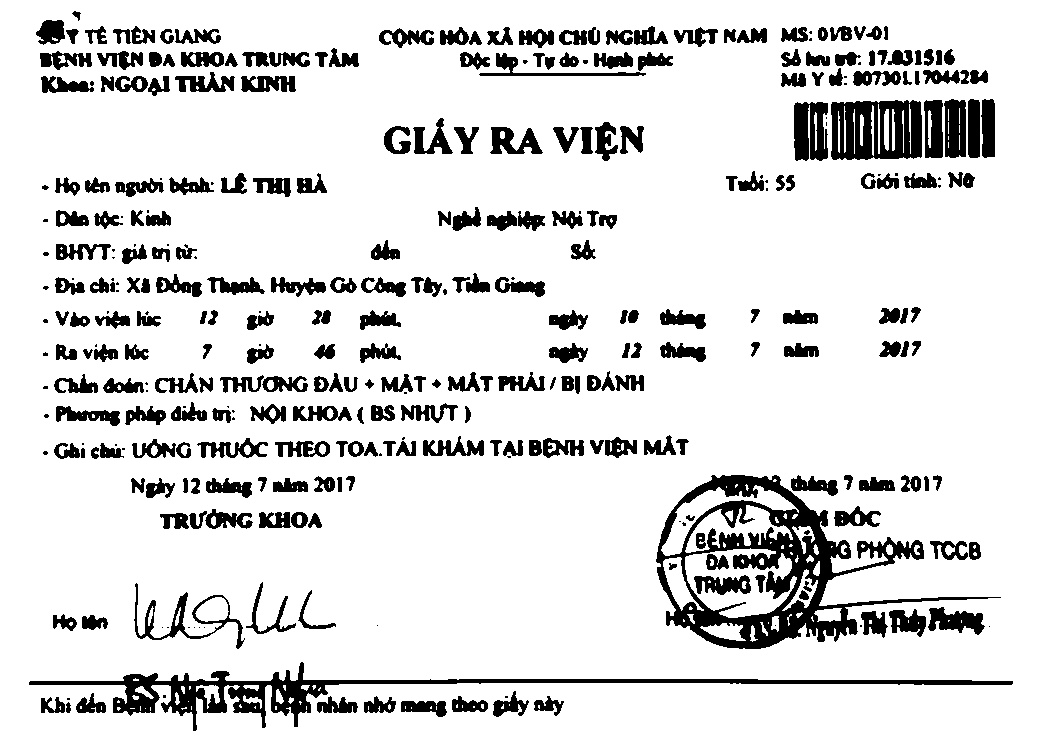 Y TẾ TIỀN GIANG
BỆNH VIỆN ĐA KHOA TRUNG TÂM
Khoa: NGOẠI THẦN KINH
CỘNG HÒA XÃ HỘI CHỦ NGHĨA VIỆT NAM
Độc lập - Tự do - Hạnh phúc
MS: 01/BV-01
Số lưu trữ: 17.031516
Mã Y tế: 807301.17044284
GIẤY RA VIỆN
- Họ tên người bệnh: LÊ THỊ HÀ Tuổi: 55 Giới tính: Nữ
- Dân tộc: Kinh Nghề nghiệp: Nội Trợ
- BHYT: giá trị từ: đến Số:
- Địa chỉ: Xã Đồng Thạnh, Huyện Gò Công Tây, Tiền Giang
- Vào viện lúc 12 giờ 28 phút, ngày 10 tháng 7 năm 2017
- Ra viện lúc 7 giờ 46 phút, ngày 12 tháng 7 năm 2017
- Chẩn đoán: CHẤN THƯƠNG ĐẦU + MẶT + MẮT PHẢI / BỊ ĐÁNH
- Phương pháp điều trị: NỘI KHOA ( BS NHỰT )
- Ghi chú: UỐNG THUỐC THEO TOA.TÁI KHÁM TẠI BỆNH VIỆN MẮT
Ngày 12 tháng 7 năm 2017
TRƯỞNG KHOA
Họ tên
Ngày 12 tháng 7 năm 2017
GIÁM ĐỐC
TRƯỞNG PHÒNG TCCB
BỆNH VIỆN
ĐA KHOA
TRUNG TÂM
Họ tên
Nguyễn Thị Thúy Phượng
Khi đến Bệnh viện lần sau, bệnh nhân nhớ mang theo giấy này